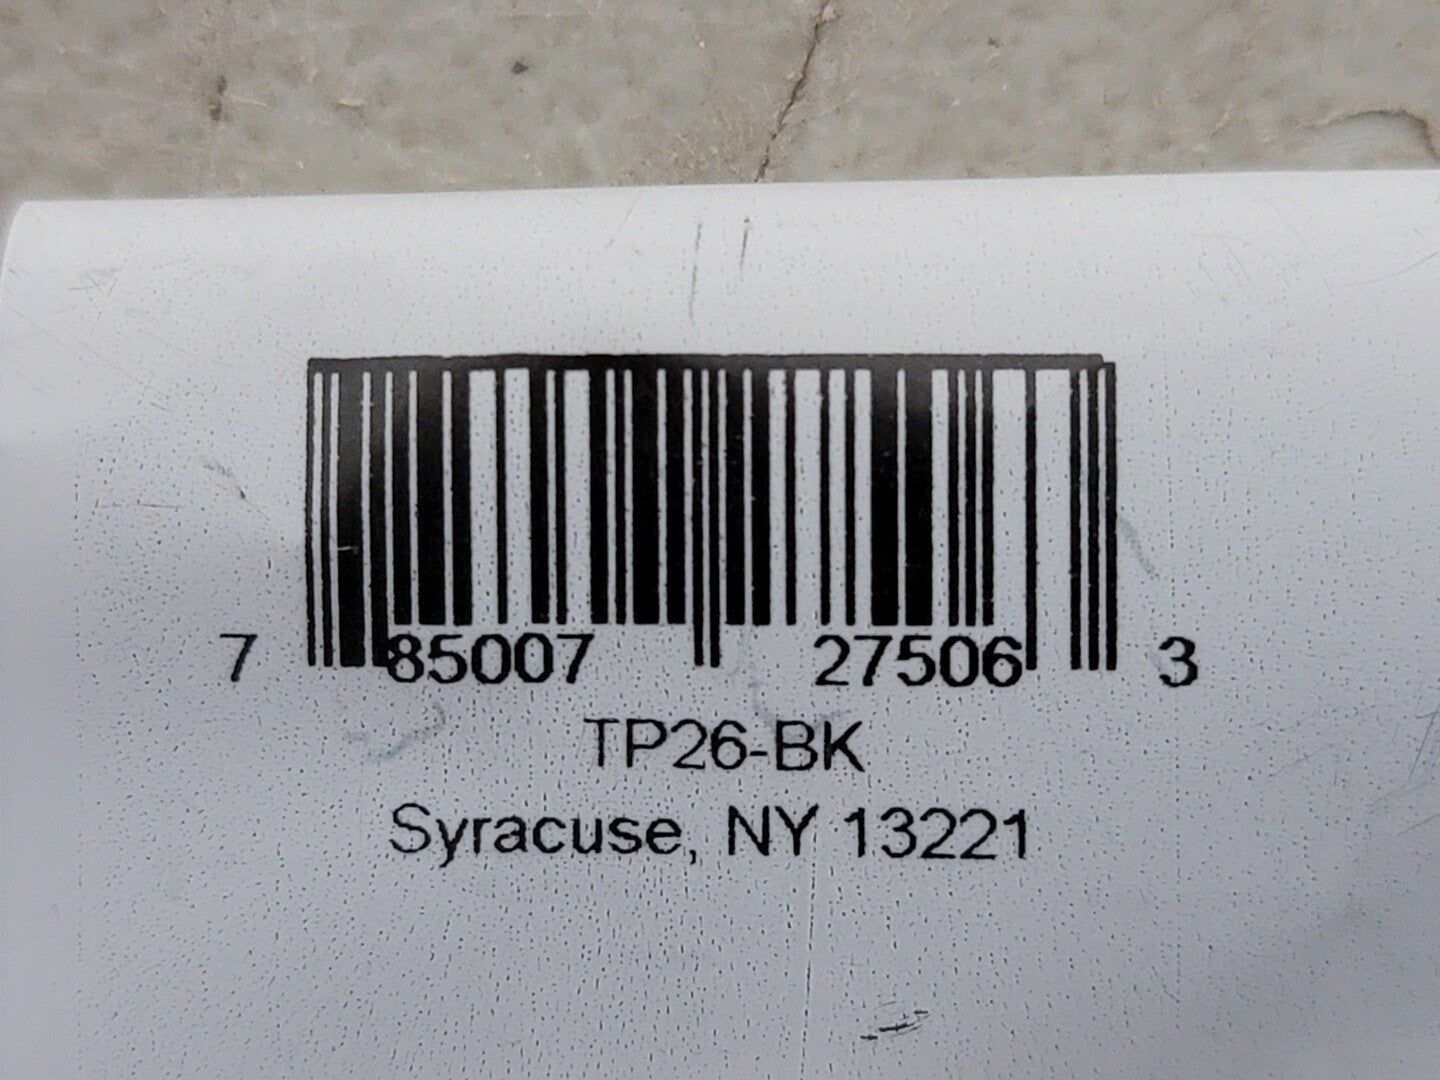 7 85007 27506 3
TP26-BK
Syracuse, NY 13221